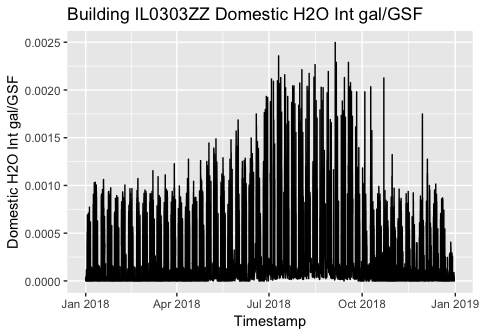 Building IL0303ZZ Domestic H2O Int gal/GSF
Domestic H2O Int gal/GSF
0.0025
0.0020
0.0015
0.0010
0.0005
0.0000
Jan 2018 Apr 2018 Jul 2018 Oct 2018 Jan 2019
Timestamp